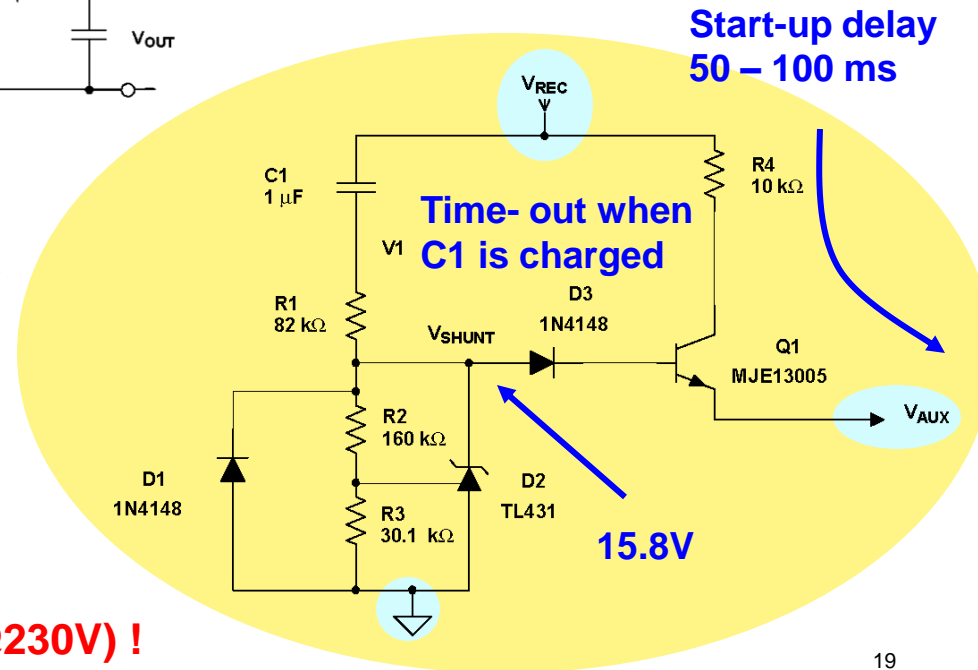 Start-up delay
50 – 100 ms
VOUT
VREC
C1
1 μF
R4
10 kΩ
Time- out when
C1 is charged
V1
D3
1N4148
R1
82 kΩ
VSHUNT
Q1
MJE13005
VAUX
R2
160 kΩ
D1
1N4148
D2
TL431
R3
30.1 kΩ
15.8V
230V) !
19